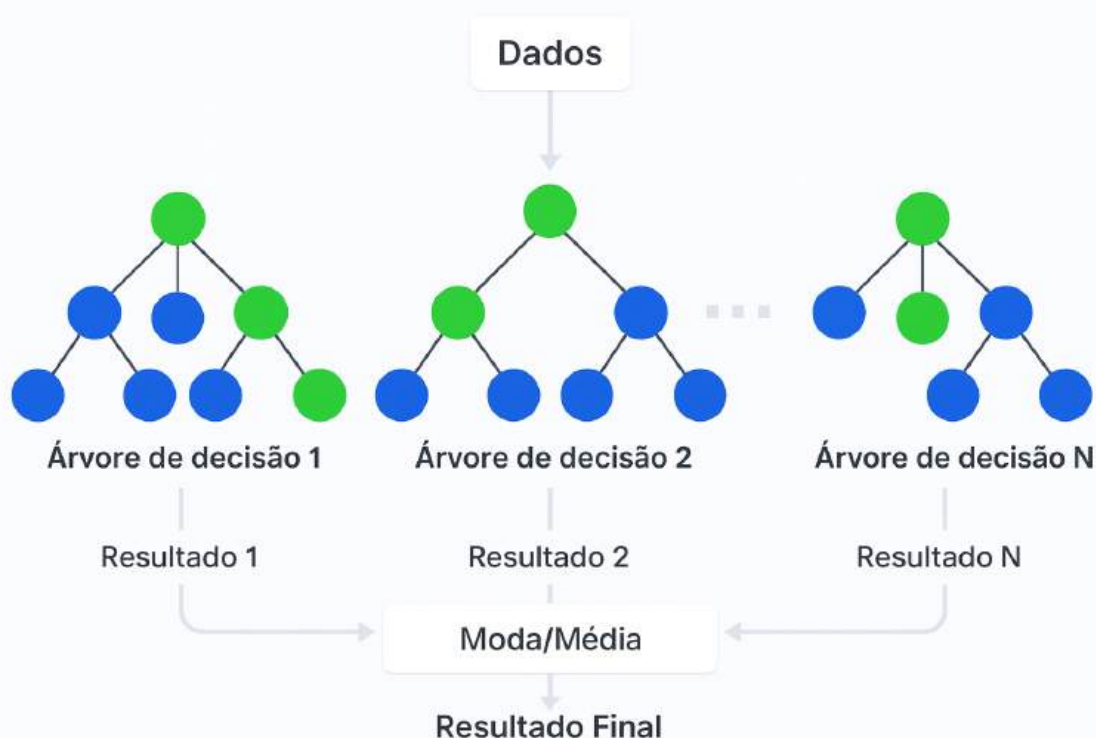 Dados
Árvore de decisão 1
Árvore de decisão 2
Árvore de decisão N
Resultado 1
Resultado 2
Resultado N
Moda/Média
Resultado Final